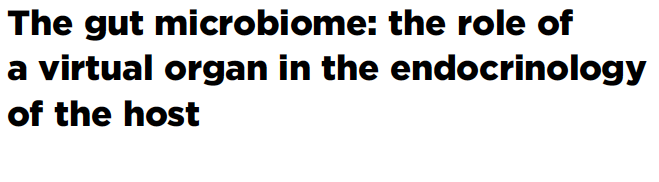 The gut microbiome: the role of
a virtual organ in the endocrinology
of the host